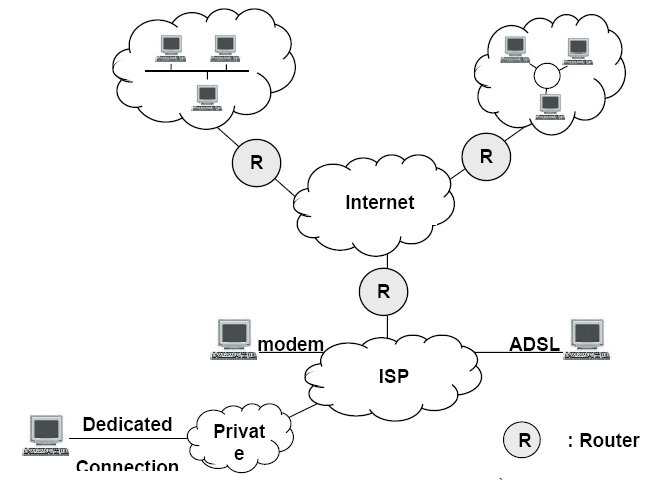 R
R
Internet
R
modem
ADSL
ISP
Dedicated
Connection
Privat
e
R : Router